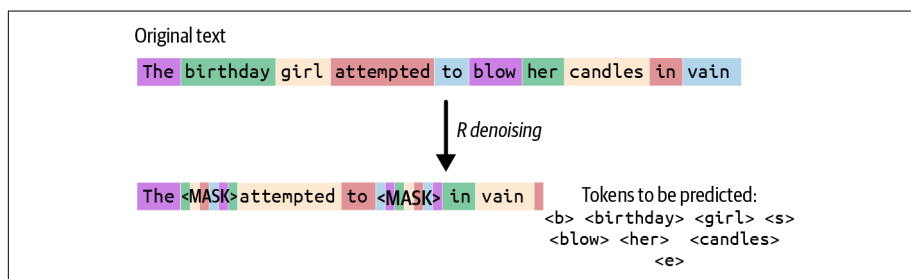 Original text
The birthday girl attempted to blow her candles in vain
R denoising
The <MASK> attempted to <MASK> in vain
Tokens to be predicted:
<b> <birthday> <girl> <s>
<blow> <her> <candles>
<e>